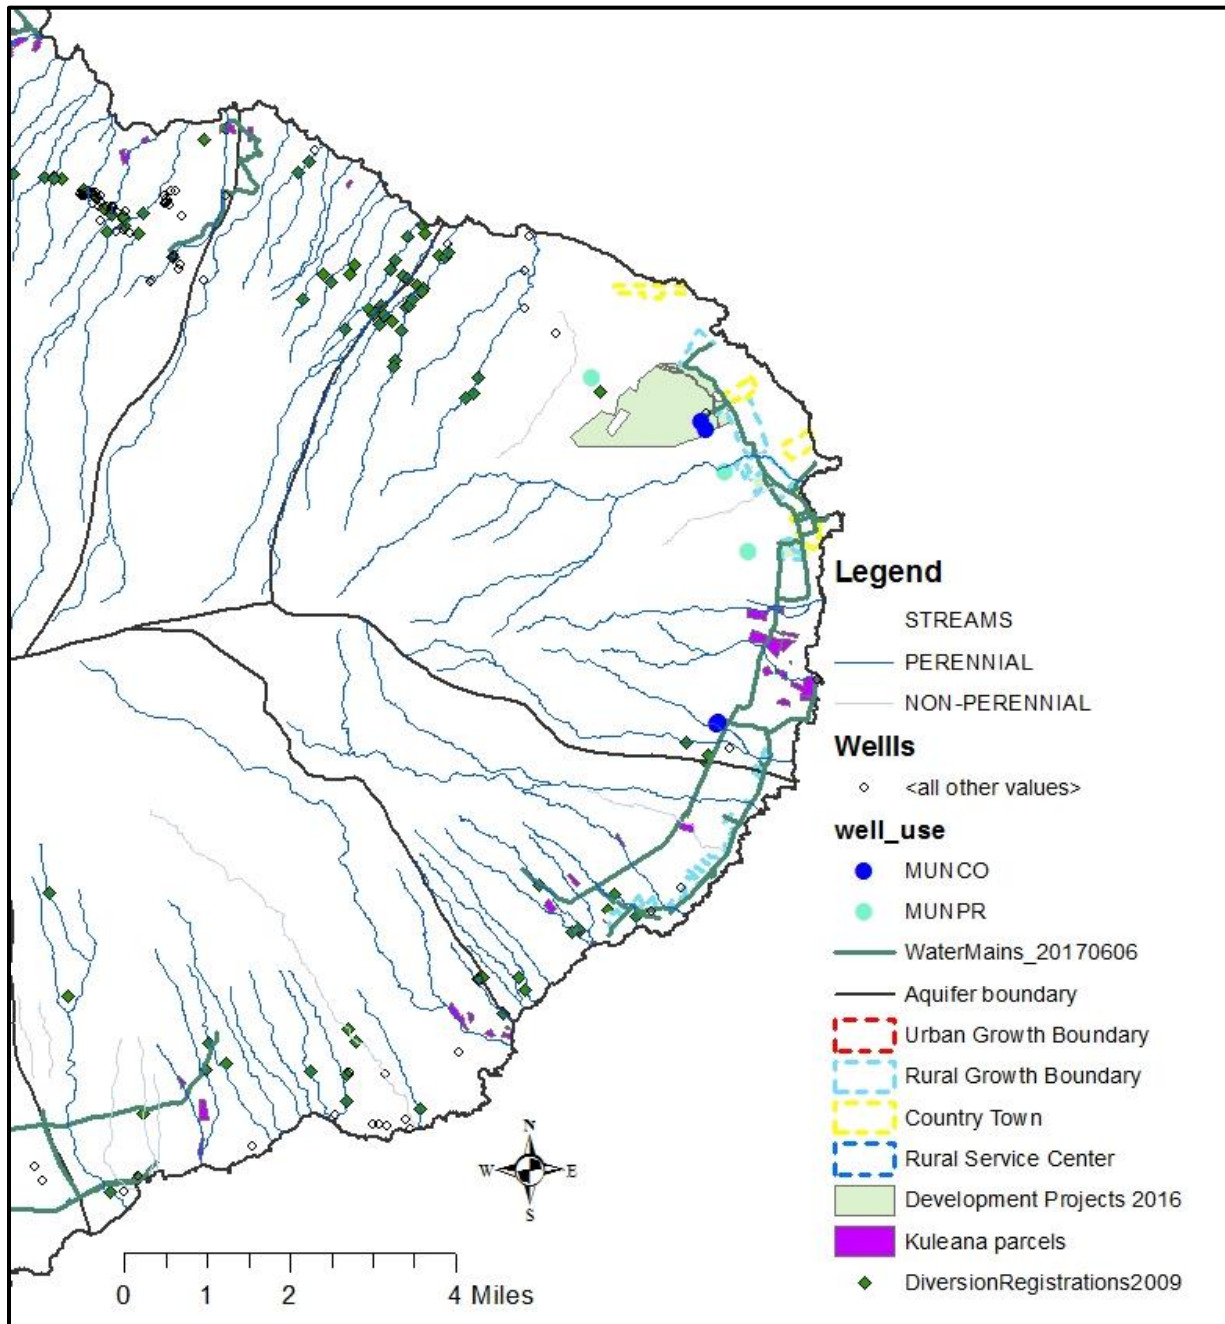 Legend
STREAMS
PERENNIAL
NON-PERENNIAL
Wellls
<all other values>
well_use
MUNCO
MUNPR
WaterMains_20170606
Aquifer boundary
Urban Growth Boundary
Rural Growth Boundary
Country Town
Rural Service Center
Development Projects 2016
Kuleana parcels
DiversionRegistrations2009
N
W E
S
0 1 2 4 Miles